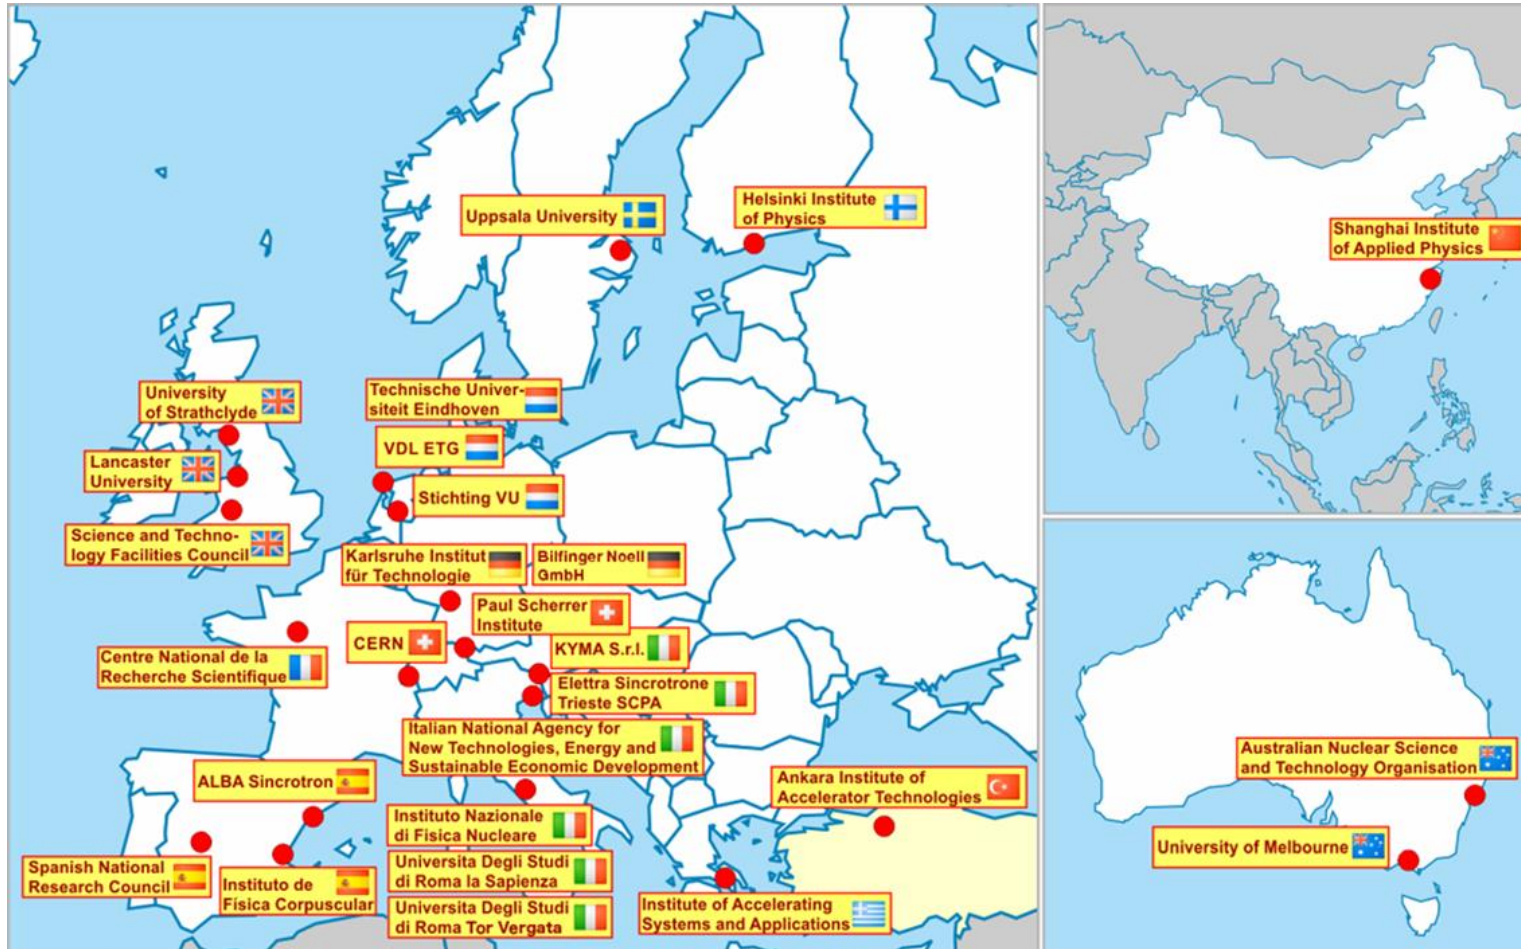 Uppsala University
Helsinki Institute
of Physics
University
of Strathclyde
Lancaster
University
Science and Techno-
logy Facilities Council
Technische Univer-
siteit Eindhoven
VDL ETG
Stichting VU
Karlsruhe Institut
für Technologie
Bilfinger Noell
GmbH
Paul Scherrer
Institute
CERN
KYMA S.r.l.
Centre National de la
Recherche Scientifique
Elettra Sincrotrone
Trieste SCPA
Italian National Agency for
New Technologies, Energy and
Sustainable Economic Development
ALBA Sincrotron
Ankara Institute of
Accelerator Technologies
Instituto Nazionale
di Fisica Nucleare
Spanish National
Research Council
Instituto de
Física Corpuscular
Universita Degli Studi
di Roma la Sapienza
Universita Degli Studi
di Roma Tor Vergata
Institute of Accelerating
Systems and Applications
Shanghai Institute
of Applied Physics
Australian Nuclear Science
and Technology Organisation
University of Melbourne